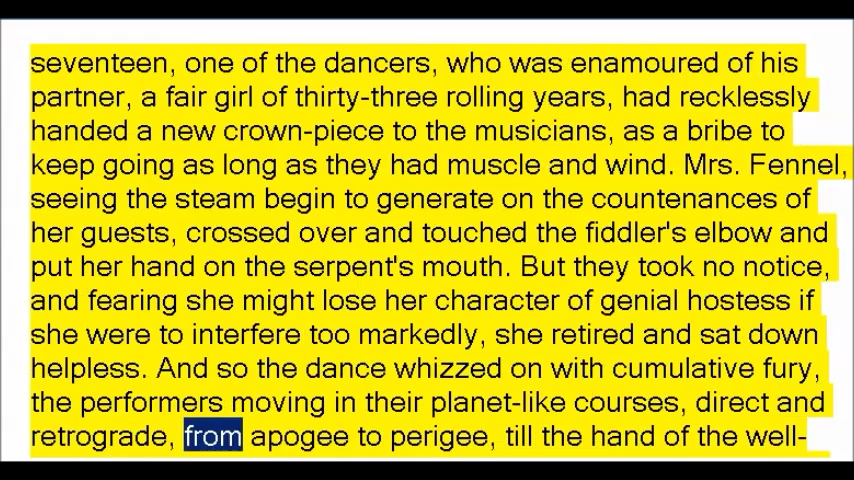 seventeen, one of the dancers, who was enamoured of his
partner, a fair girl of thirty-three rolling years, had recklessly
handed a new crown-piece to the musicians, as a bribe to
keep going as long as they had muscle and wind. Mrs. Fennel,
seeing the steam begin to generate on the countenances of
her guests, crossed over and touched the fiddler's elbow and
put her hand on the serpent's mouth. But they took no notice,
and fearing she might lose her character of genial hostess if
she were to interfere too markedly, she retired and sat down
helpless. And so the dance whizzed on with cumulative fury,
the performers moving in their planet-like courses, direct and
retrograde, from apogee to perigee, till the hand of the well-